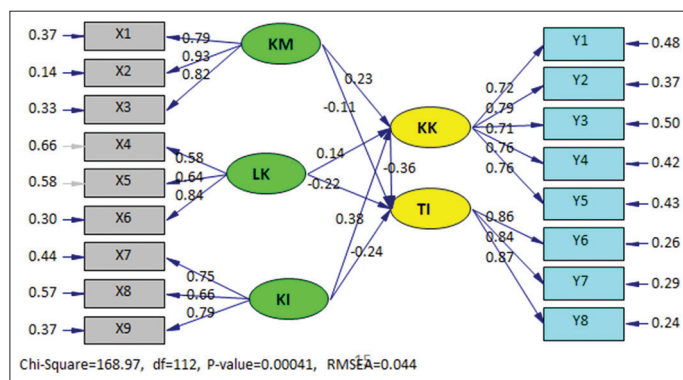 0.37 X1 0.79 KM Y1 0.48
0.14 X2 0.93 0.23 0.72 Y2 0.37
0.33 X3 0.82 -0.11 KK 0.79 Y3 0.50
0.66 X4 0.58 0.14 0.71 Y4 0.42
0.58 X5 0.64 LK -0.22 -0.36 0.76 Y5 0.43
0.30 X6 0.84 0.38 TI 0.76 Y6 0.26
0.44 X7 0.75 -0.24 0.86 Y7 0.29
0.57 X8 0.66 KI 0.84 Y8 0.24
0.37 X9 0.79 0.87
Chi-Square=168.97, df=112, P-value=0.00041, RMSEA=0.044
15